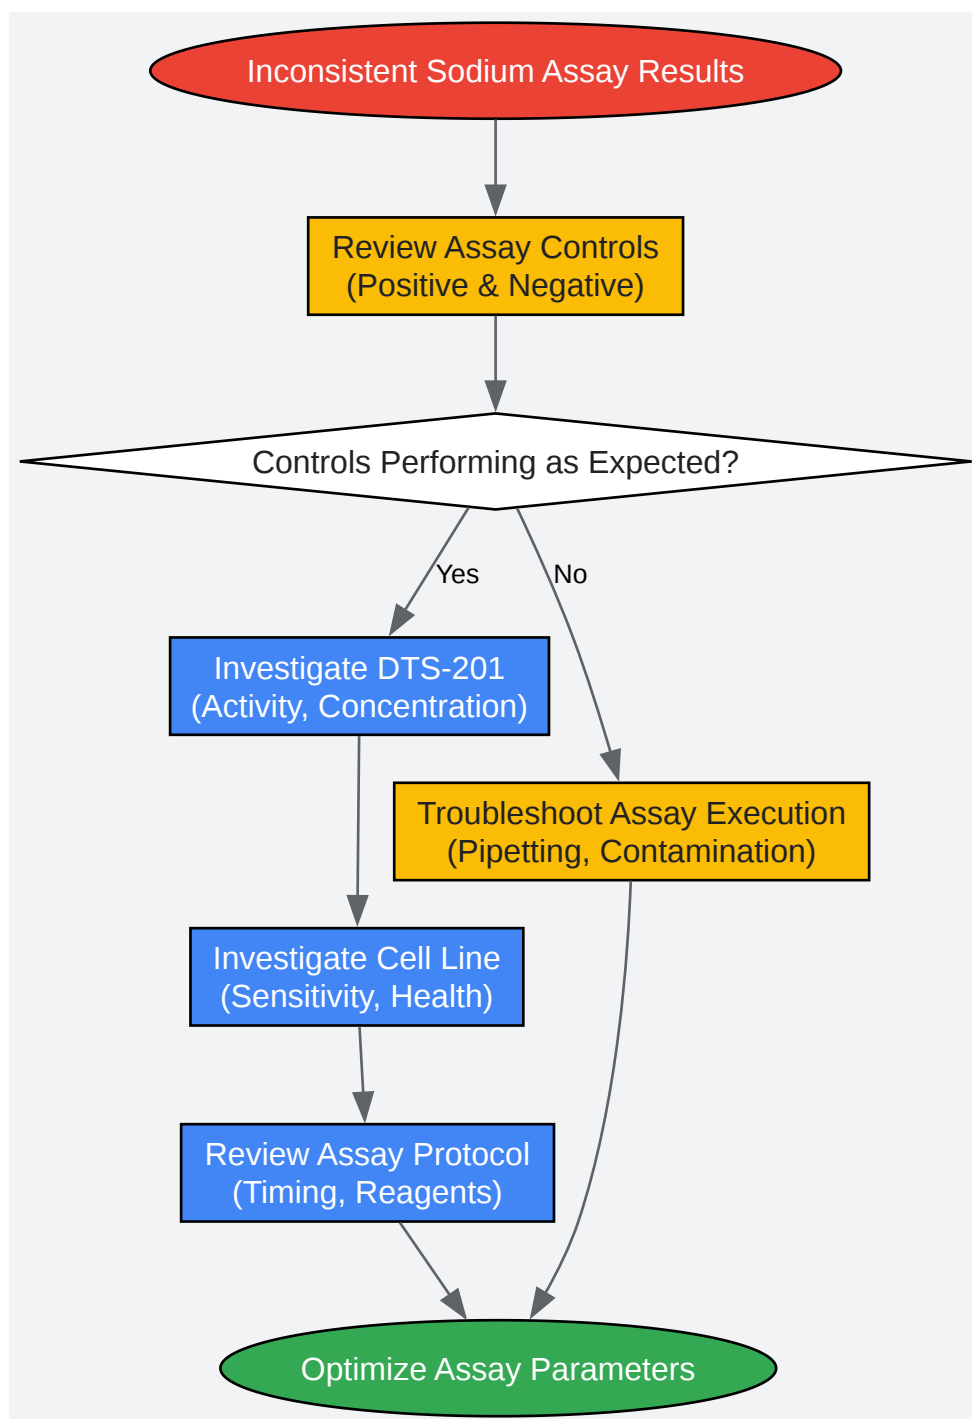 Inconsistent Sodium Assay Results
Review Assay Controls
(Positive & Negative)
Controls Performing as Expected?
Yes
No
Investigate DTS-201
(Activity, Concentration)
Troubleshoot Assay Execution
(Pipetting, Contamination)
Investigate Cell Line
(Sensitivity, Health)
Review Assay Protocol
(Timing, Reagents)
Optimize Assay Parameters